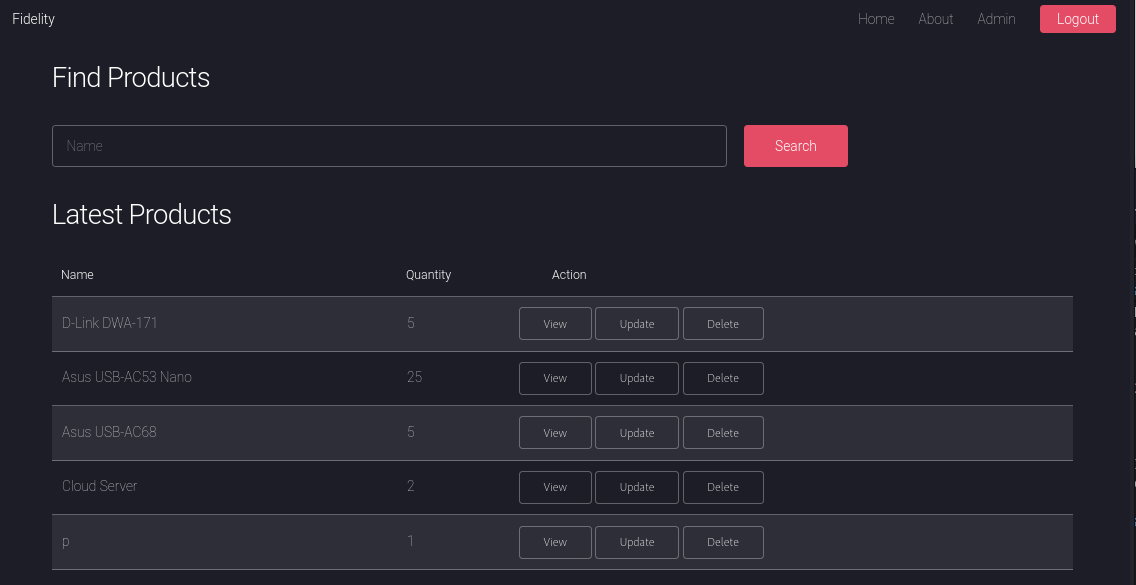 Fidelity Home About Admin Logout
Find Products
Name Search
Latest Products
Name Quantity Action
D-Link DWA-171 5 View Update Delete
Asus USB-AC53 Nano 25 View Update Delete
Asus USB-AC68 5 View Update Delete
Cloud Server 2 View Update Delete
p 1 View Update Delete